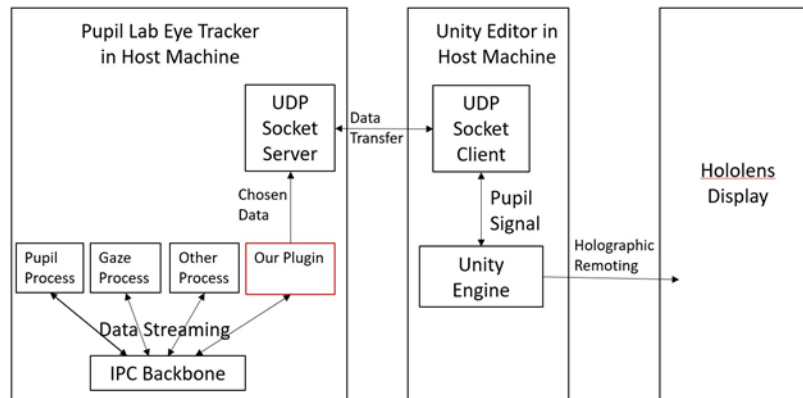 Pupil Lab Eye Tracker
in Host Machine
UDP
Socket
Server
Chosen
Data
Pupil
Process
Gaze
Process
Other
Process
Our Plugin
Data Streaming
IPC Backbone
Data
Transfer
Unity Editor in
Host Machine
UDP
Socket
Client
Pupil
Signal
Unity
Engine
Holographic
Remoting
Hololens
Display